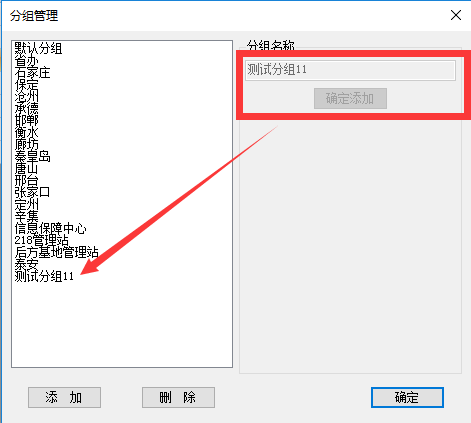 分组管理
默认分组
省办
石家庄
保定
沧州
承德
邯郸
衡水
廊坊
秦皇岛
唐山
邢台
张家口
定州
辛集
信息保障中心
218管理站
后方基地管理站
泰安
测试分组11
分组名称
测试分组11
确定添加
添 加
删 除
确定